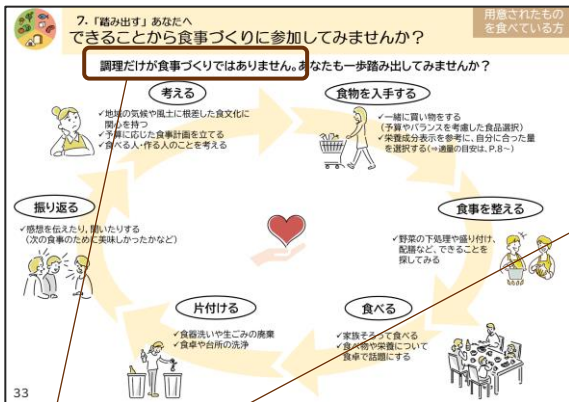 7.「踏み出す」あなたへ
できることから食事づくりに参加してみませんか？
用意されたもの
を食べている方
調理だけが食事づくりではありません。あなたも一歩踏み出してみませんか？
考える
✓地域の気候や風土に根差した食文化に
関心を持つ
✓予算に応じた食事計画を立てる
✓食べる人・作る人のことを考える
食物を入手する
✓一緒に買い物をする
（予算やバランスを考慮した食品選択）
✓栄養成分表示を参考に、自分に合った量
を選択する（⇒適量の目安は、P.8～）
食事を整える
✓野菜の下処理や盛り付け、
配膳など、できることを
探してみる
食べる
✓家族そろって食べる
✓食べ物や栄養について
食卓で話題にする
片付ける
✓食器洗いや生ごみの廃棄
✓食卓や台所の洗浄
振り返る
✓感想を伝えたり、聞いたりする
（次の食事のために美味しかったかなど）
33